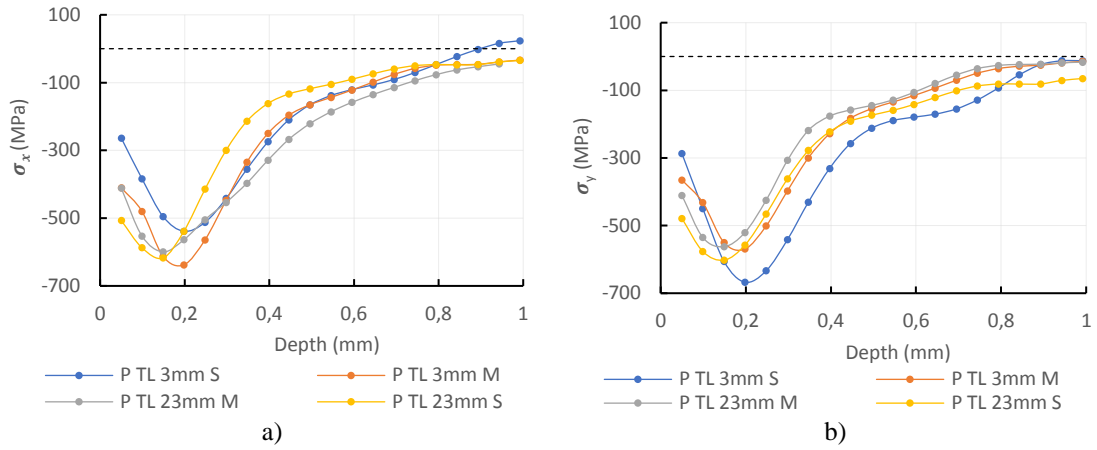 100
-100
-300
-500
-700
σx (MPa)
0
0,2
0,4
0,6
0,8
1
Depth (mm)
P TL 3mm S
P TL 3mm M
P TL 23mm M
P TL 23mm S
a)
100
-100
-300
-500
-700
σy (MPa)
0
0,2
0,4
0,6
0,8
1
Depth (mm)
P TL 3mm S
P TL 3mm M
P TL 23mm M
P TL 23mm S
b)